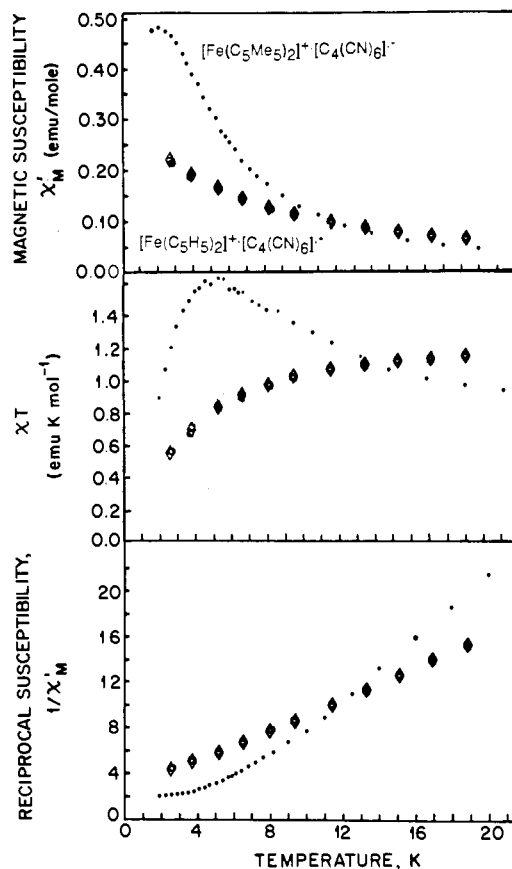 MAGNETIC SUSCEPTIBILITY
χ'M (emu/mole)
0.50
0.40
0.30
0.20
0.10
0.00
[Fe(C5Me5)2]+·[C4(CN)6]·-
[Fe(C5H5)2]+·[C4(CN)6]·-
χT
(emu K mol⁻¹)
1.4
1.2
1.0
0.8
0.6
0.4
0.2
0.0
RECIPROCAL SUSCEPTIBILITY,
1/χ'M
20
16
12
8
4
0
0 4 8 12 16 20
TEMPERATURE, K